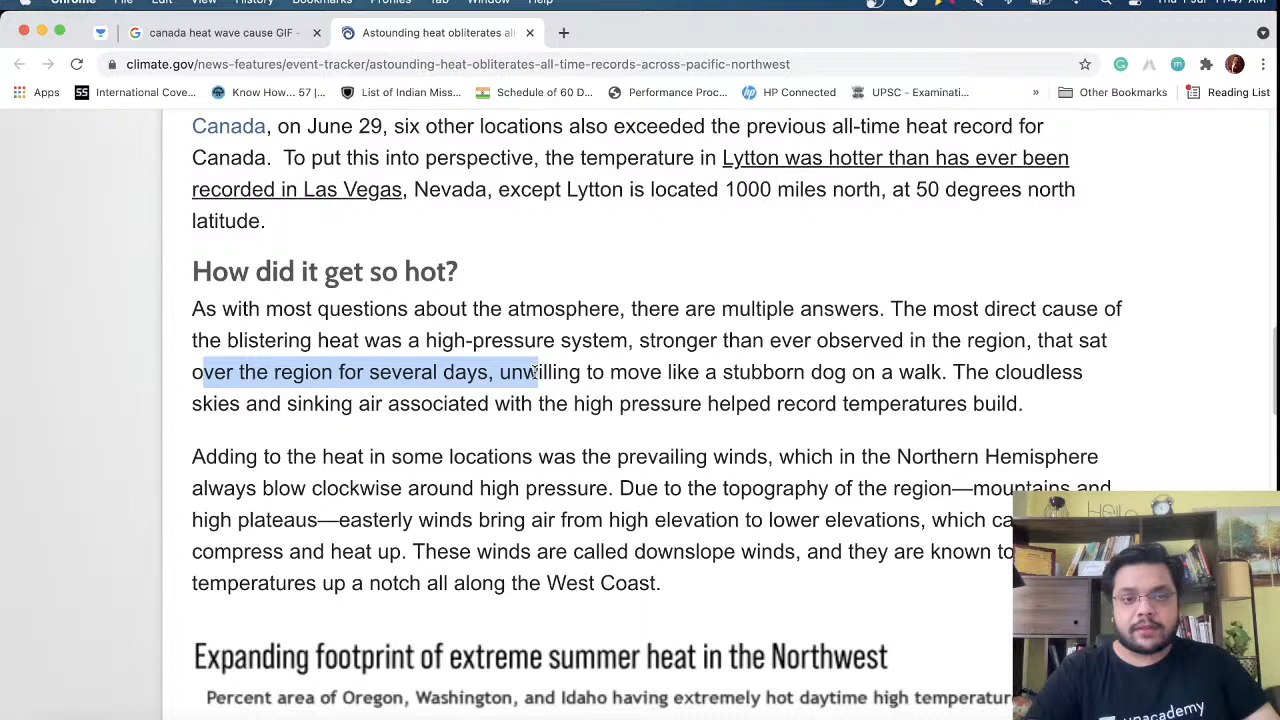 Chrome File Edit View History Bookmarks Profiles Tab Window Help
canada heat wave cause GIF -
Astounding heat obliterates all
climate.gov/news-features/event-tracker/astounding-heat-obliterates-all-time-records-across-pacific-northwest
Apps International Cove... Know How... 57 |... List of Indian Miss... Schedule of 60 D... Performance Proc... HP Connected UPSC - Examinati... » Other Bookmarks Reading List
Canada, on June 29, six other locations also exceeded the previous all-time heat record for
Canada. To put this into perspective, the temperature in Lytton was hotter than has ever been
recorded in Las Vegas, Nevada, except Lytton is located 1000 miles north, at 50 degrees north
latitude.
How did it get so hot?
As with most questions about the atmosphere, there are multiple answers. The most direct cause of
the blistering heat was a high-pressure system, stronger than ever observed in the region, that sat
over the region for several days, unwilling to move like a stubborn dog on a walk. The cloudless
skies and sinking air associated with the high pressure helped record temperatures build.
Adding to the heat in some locations was the prevailing winds, which in the Northern Hemisphere
always blow clockwise around high pressure. Due to the topography of the region—mountains and
high plateaus—easterly winds bring air from high elevation to lower elevations, which ca
compress and heat up. These winds are called downslope winds, and they are known to
temperatures up a notch all along the West Coast.
Expanding footprint of extreme summer heat in the Northwest
Percent area of Oregon, Washington, and Idaho having extremely hot daytime high temperatur
Hello
unacademy